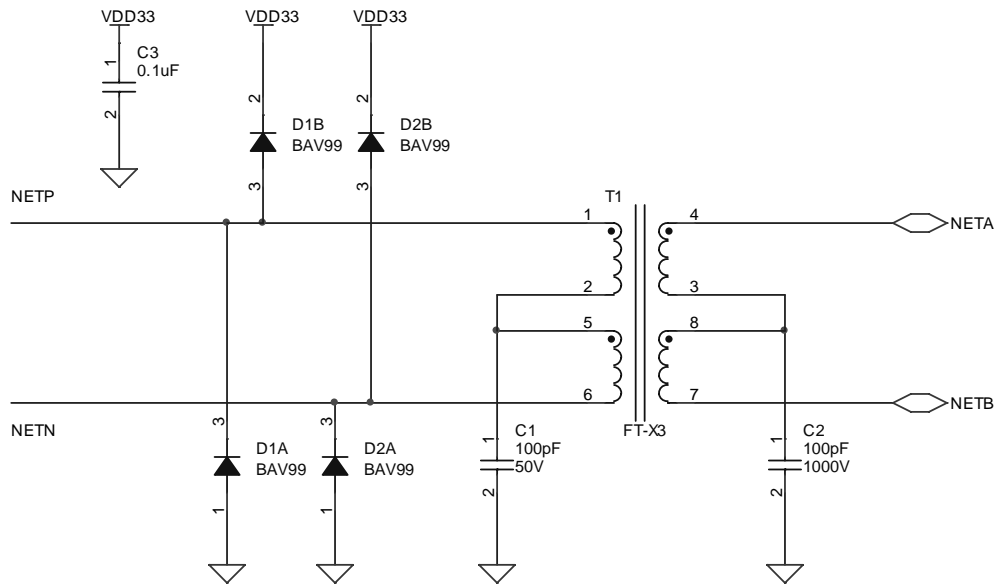 VDD33
VDD33
VDD33
1
C3
0.1uF
2
2
D1B
BAV99
3
2
D2B
BAV99
3
NETP
T1
1
4
NETA
2
3
5
8
6
7
NETB
NETN
FT-X3
3
D1A
BAV99
1
3
D2A
BAV99
1
1
C1
100pF
50V
2
1
C2
100pF
1000V
2